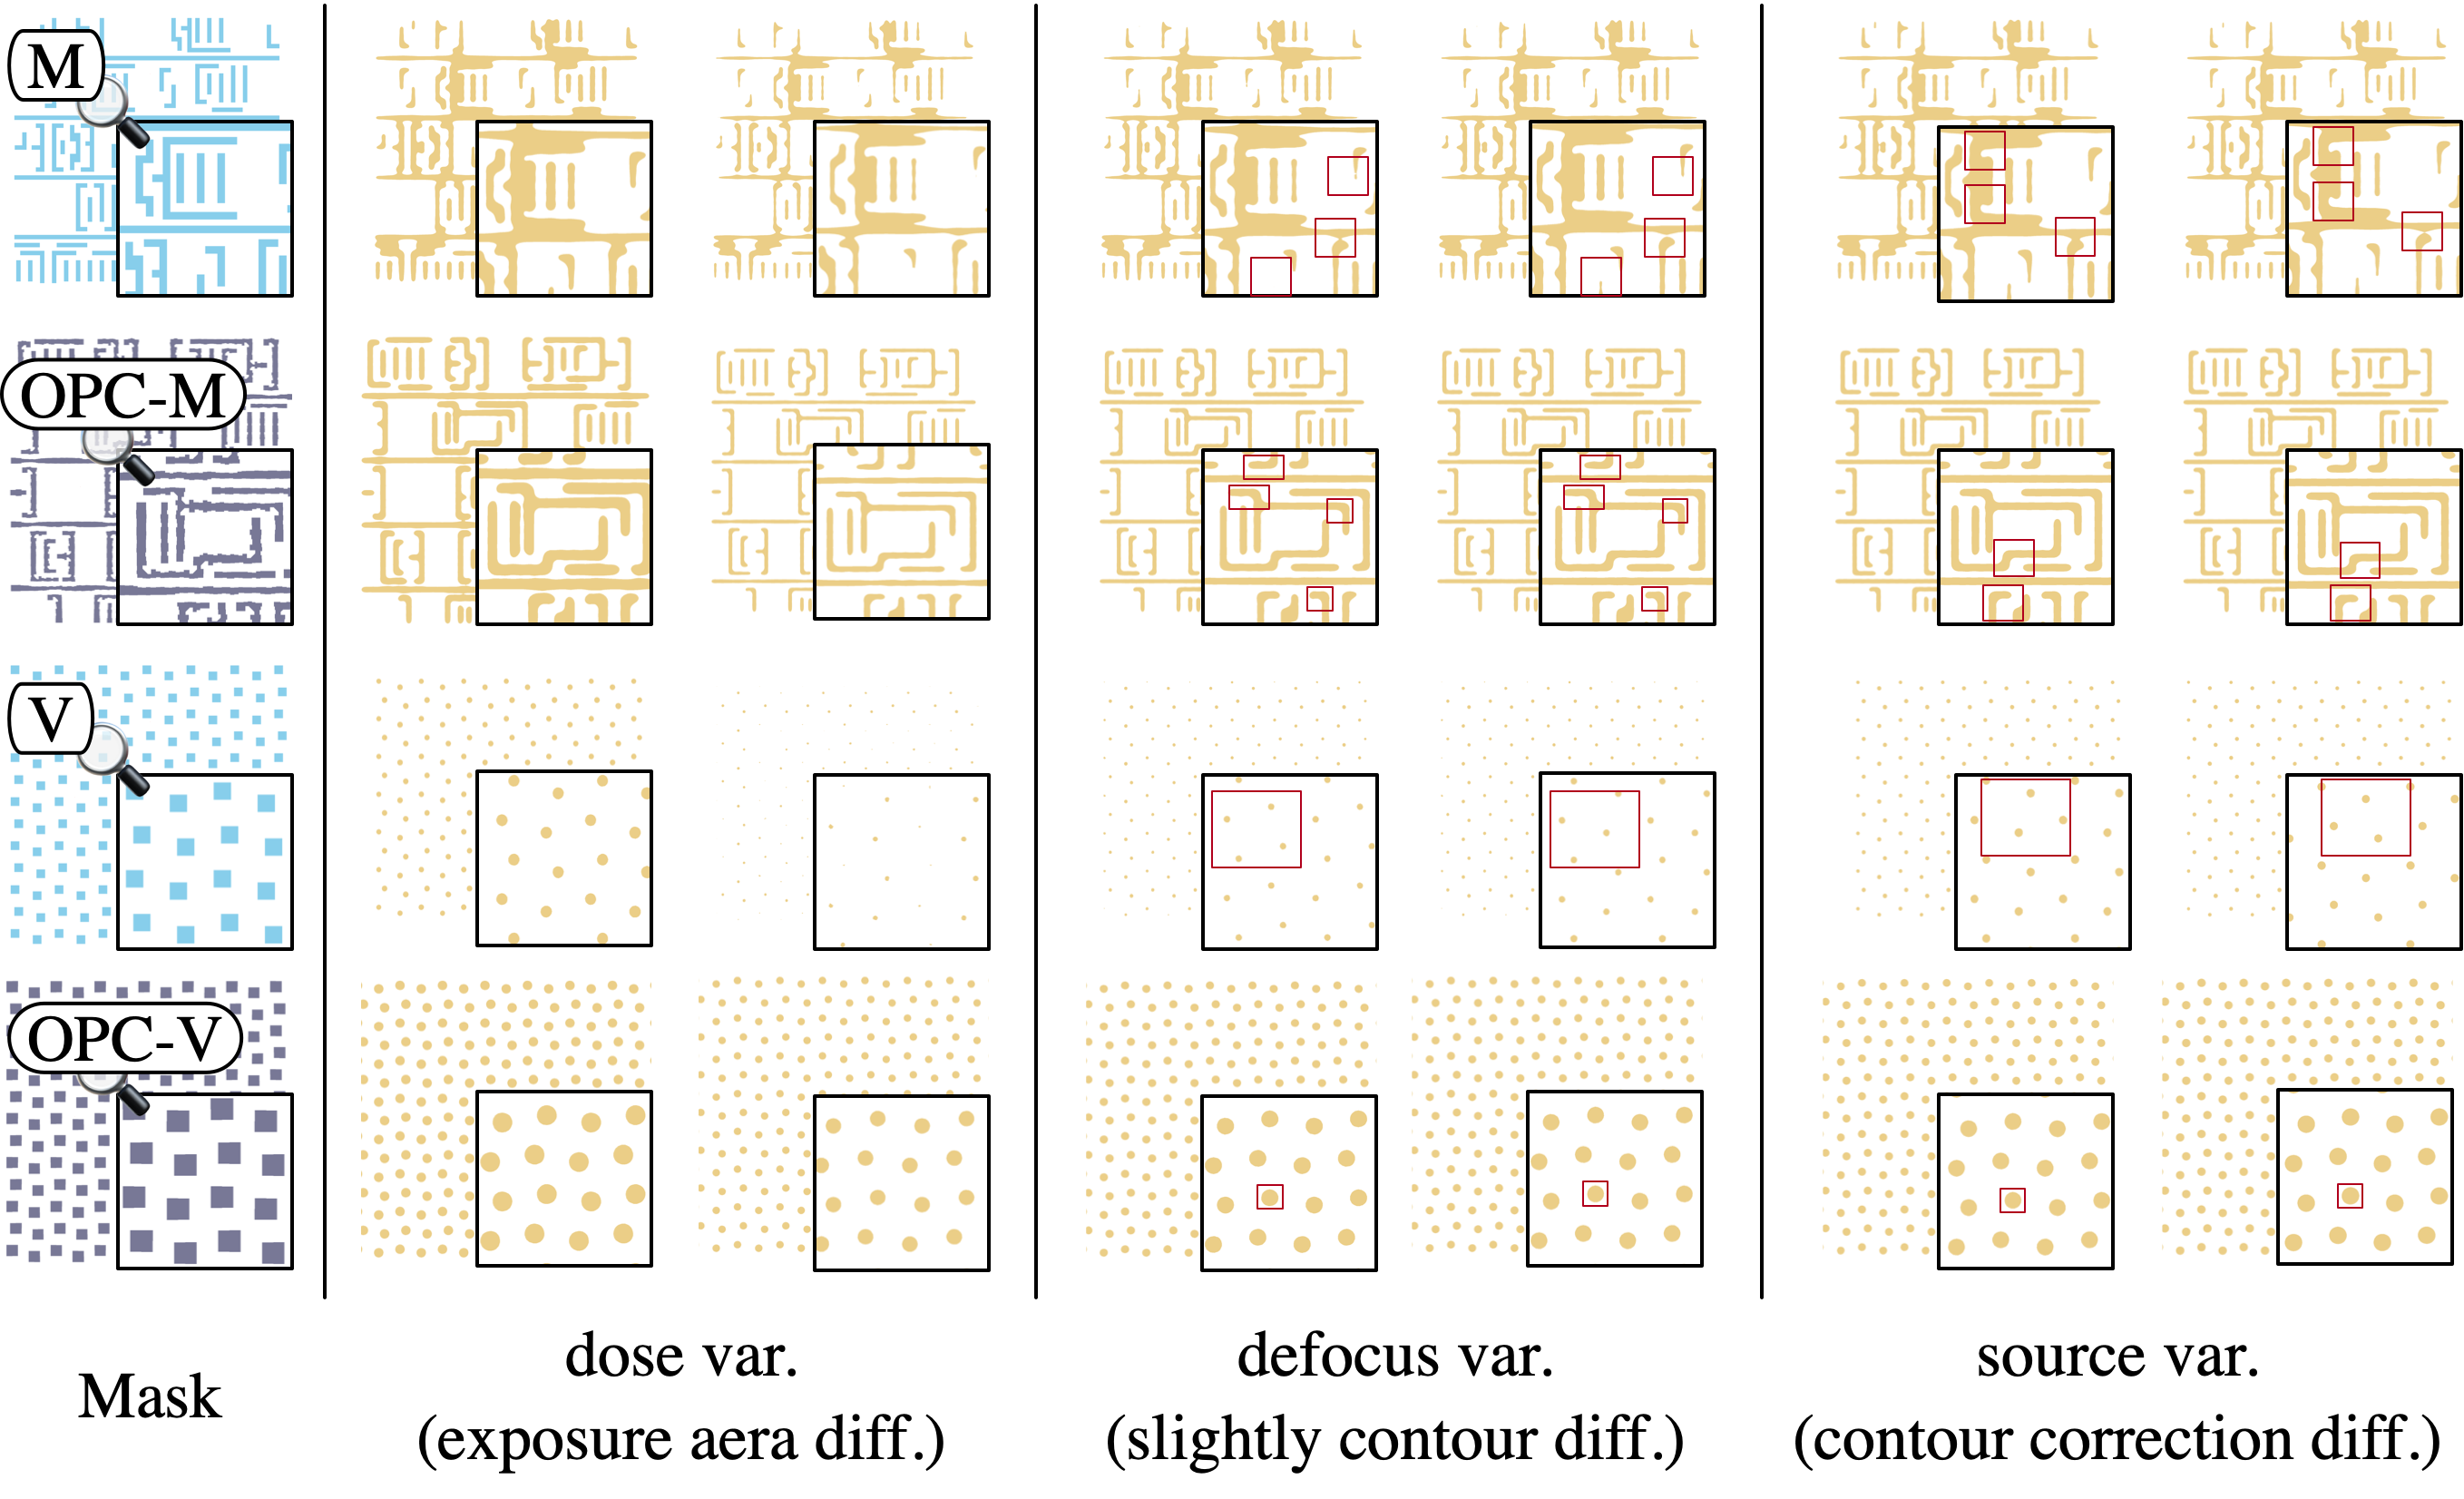 M
OPC-M
V
OPC-V
Mask
dose var.
(exposure aera diff.)
defocus var.
(slightly contour diff.)
source var.
(contour correction diff.)